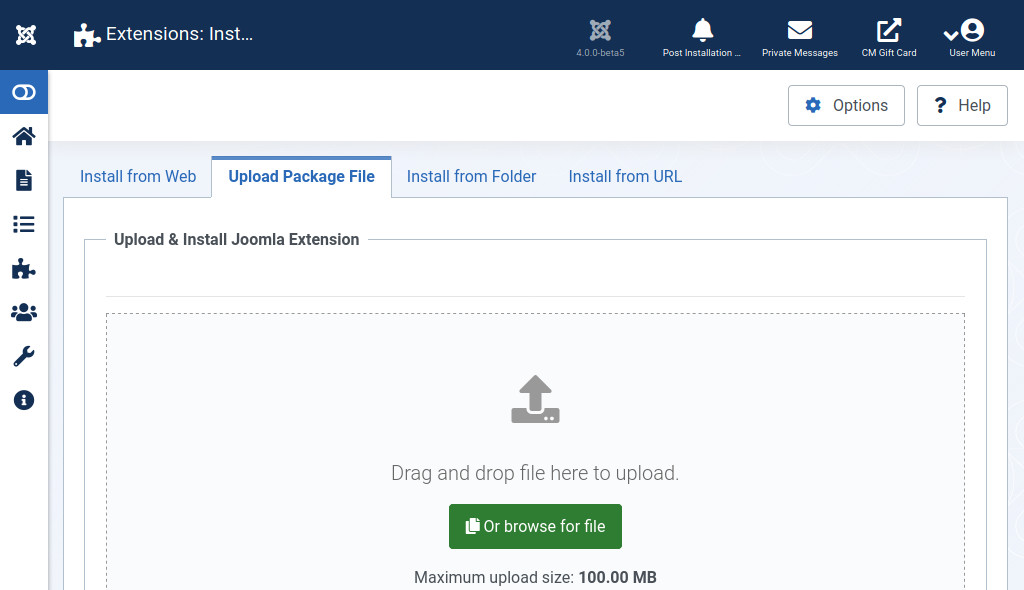 Extensions: Inst...
4.0.0-beta5
Post Installation ...
Private Messages
CM Gift Card
User Menu
Options
Help
Install from Web
Upload Package File
Install from Folder
Install from URL
Upload & Install Joomla Extension
Drag and drop file here to upload.
Or browse for file
Maximum upload size: 100.00 MB